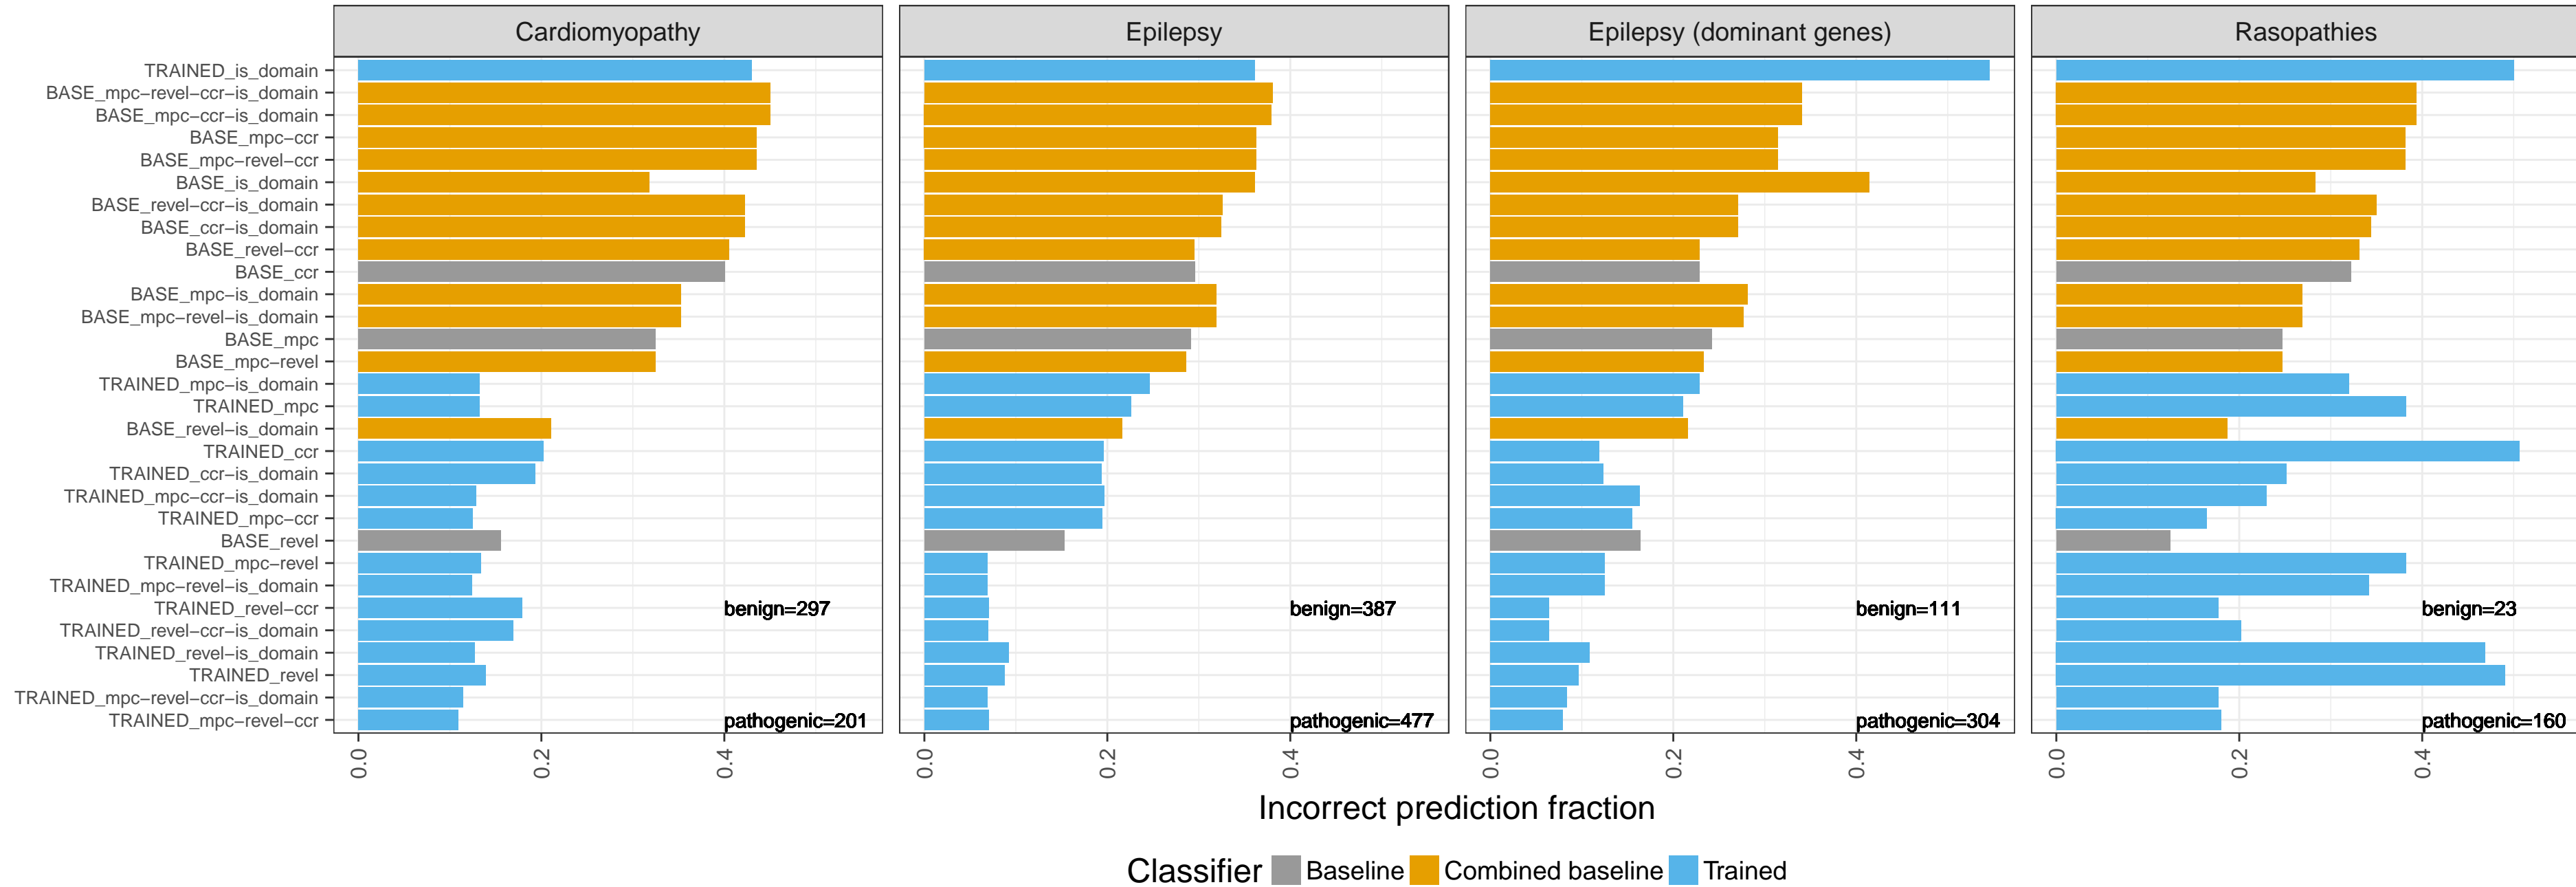 Cardiomyopathy
Epilepsy
Epilepsy (dominant genes)
Rasopathies
TRAINED_is_domain
BASE_mpc−revel−ccr−is_domain
BASE_mpc−ccr−is_domain
BASE_mpc−ccr
BASE_mpc−revel−ccr
BASE_is_domain
BASE_revel−ccr−is_domain
BASE_ccr−is_domain
BASE_revel−ccr
BASE_ccr
BASE_mpc−is_domain
BASE_mpc−revel−is_domain
BASE_mpc
BASE_mpc−revel
TRAINED_mpc−is_domain
TRAINED_mpc
BASE_revel−is_domain
TRAINED_ccr
TRAINED_ccr−is_domain
TRAINED_mpc−ccr−is_domain
TRAINED_mpc−ccr
BASE_revel
TRAINED_mpc−revel
TRAINED_mpc−revel−is_domain
TRAINED_revel−ccr
TRAINED_revel−ccr−is_domain
TRAINED_revel−is_domain
TRAINED_revel
TRAINED_mpc−revel−ccr−is_domain
TRAINED_mpc−revel−ccr
benign=297
pathogenic=201
benign=387
pathogenic=477
benign=111
pathogenic=304
benign=23
pathogenic=160
0.0
0.2
0.4
0.0
0.2
0.4
0.0
0.2
0.4
0.0
0.2
0.4
Incorrect prediction fraction
Classifier Baseline Combined baseline Trained